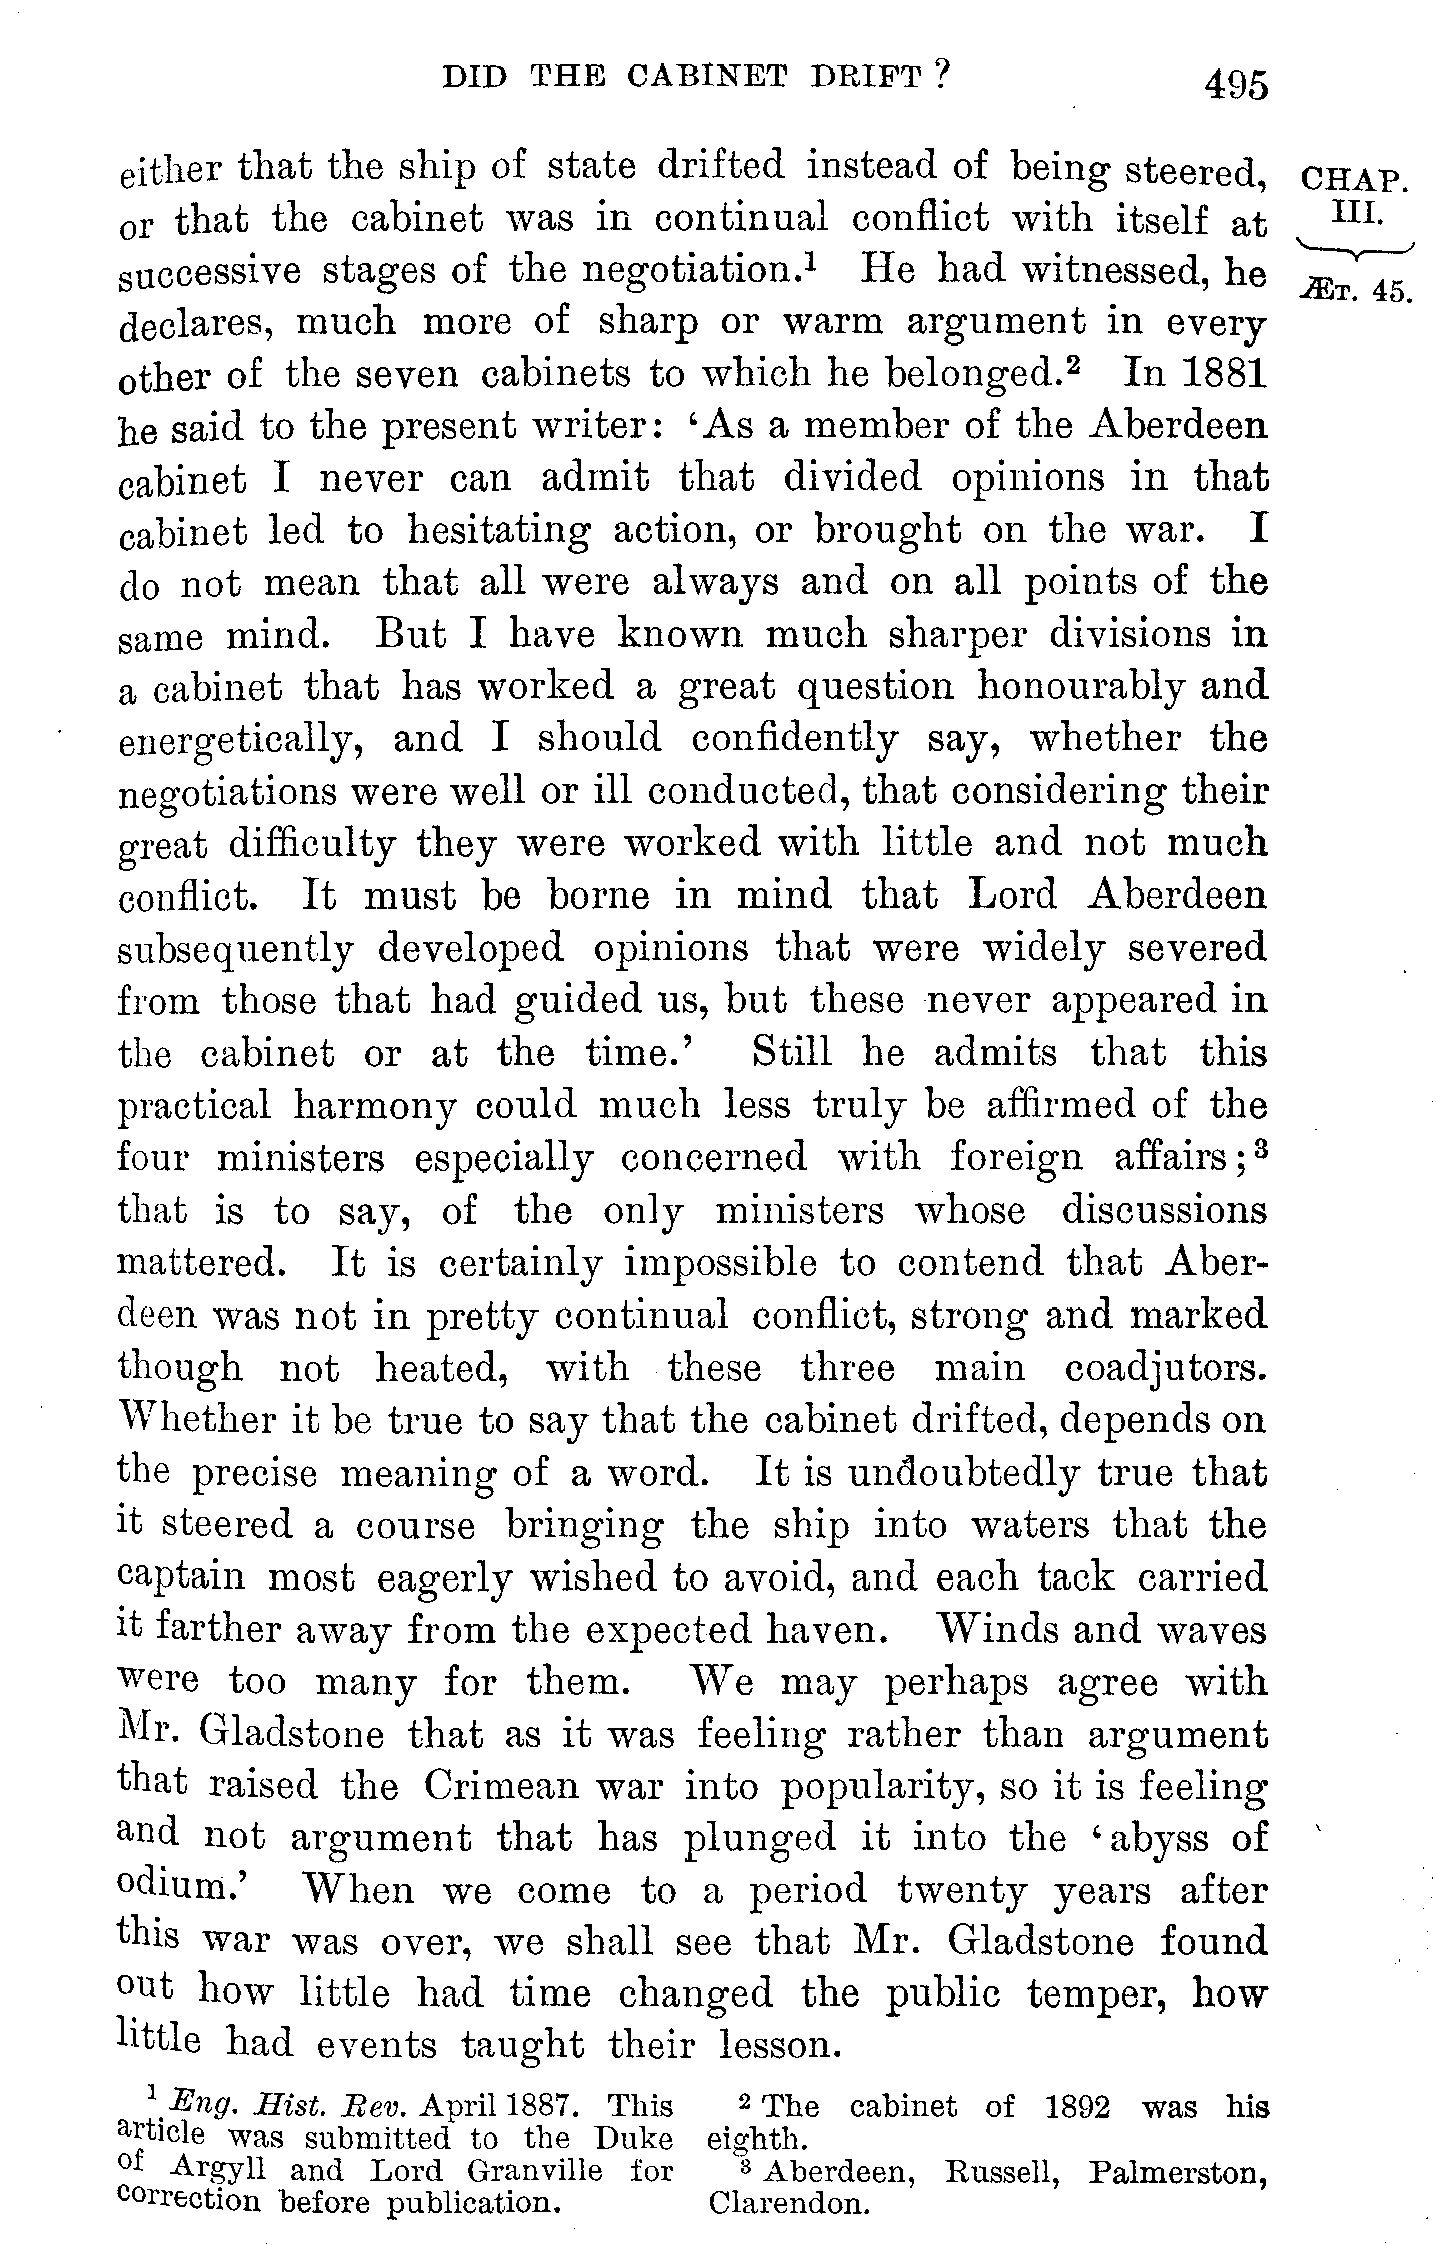 DID THE CABINET DRIFT ? 495
either that the ship of state drifted instead of being steered,
or that the cabinet was in continual conflict with itself at
successive stages of the negotiation.¹ He had witnessed, he
declares, much more of sharp or warm argument in every
other of the seven cabinets to which he belonged.² In 1881
he said to the present writer: ‘As a member of the Aberdeen
cabinet I never can admit that divided opinions in that
cabinet led to hesitating action, or brought on the war. I
do not mean that all were always and on all points of the
same mind. But I have known much sharper divisions in
a cabinet that has worked a great question honourably and
energetically, and I should confidently say, whether the
negotiations were well or ill conducted, that considering their
great difficulty they were worked with little and not much
conflict. It must be borne in mind that Lord Aberdeen
subsequently developed opinions that were widely severed
from those that had guided us, but these never appeared in
the cabinet or at the time.’ Still he admits that this
practical harmony could much less truly be affirmed of the
four ministers especially concerned with foreign affairs;³
that is to say, of the only ministers whose discussions
mattered. It is certainly impossible to contend that Aber-
deen was not in pretty continual conflict, strong and marked
though not heated, with these three main coadjutors.
Whether it be true to say that the cabinet drifted, depends on
the precise meaning of a word. It is undoubtedly true that
it steered a course bringing the ship into waters that the
captain most eagerly wished to avoid, and each tack carried
it farther away from the expected haven. Winds and waves
were too many for them. We may perhaps agree with
Mr. Gladstone that as it was feeling rather than argument
that raised the Crimean war into popularity, so it is feeling
and not argument that has plunged it into the ‘abyss of
odium.’ When we come to a period twenty years after
this war was over, we shall see that Mr. Gladstone found
out how little had time changed the public temper, how
little had events taught their lesson.
CHAP.
III.
ÆT. 45.
¹ Eng. Hist. Rev. April 1887. This
article was submitted to the Duke
of Argyll and Lord Granville for
correction before publication.
² The cabinet of 1892 was his
eighth.
³ Aberdeen, Russell, Palmerston,
Clarendon.